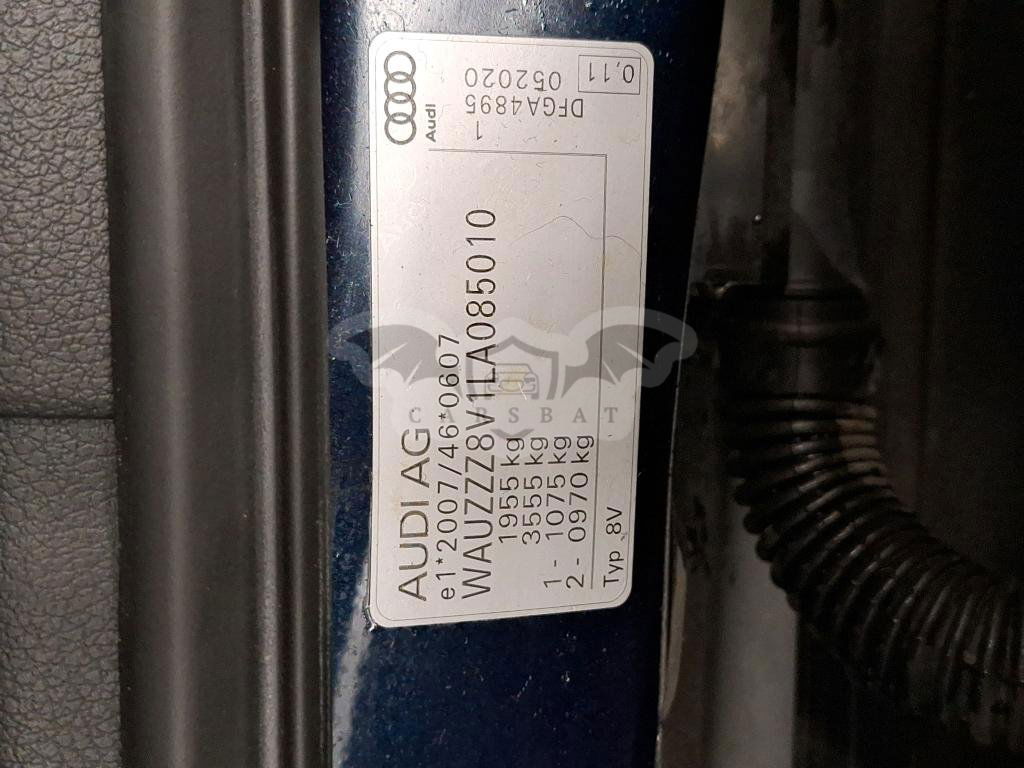 Audi
AUDI AG
e1*2007/46*0607
WAUZZZ8V1LA085010
1955 kg
3555 kg
1 - 1075 kg
2 - 0970 kg
Typ 8V
1
DFGA4895
052020
0,11
CARSBAT